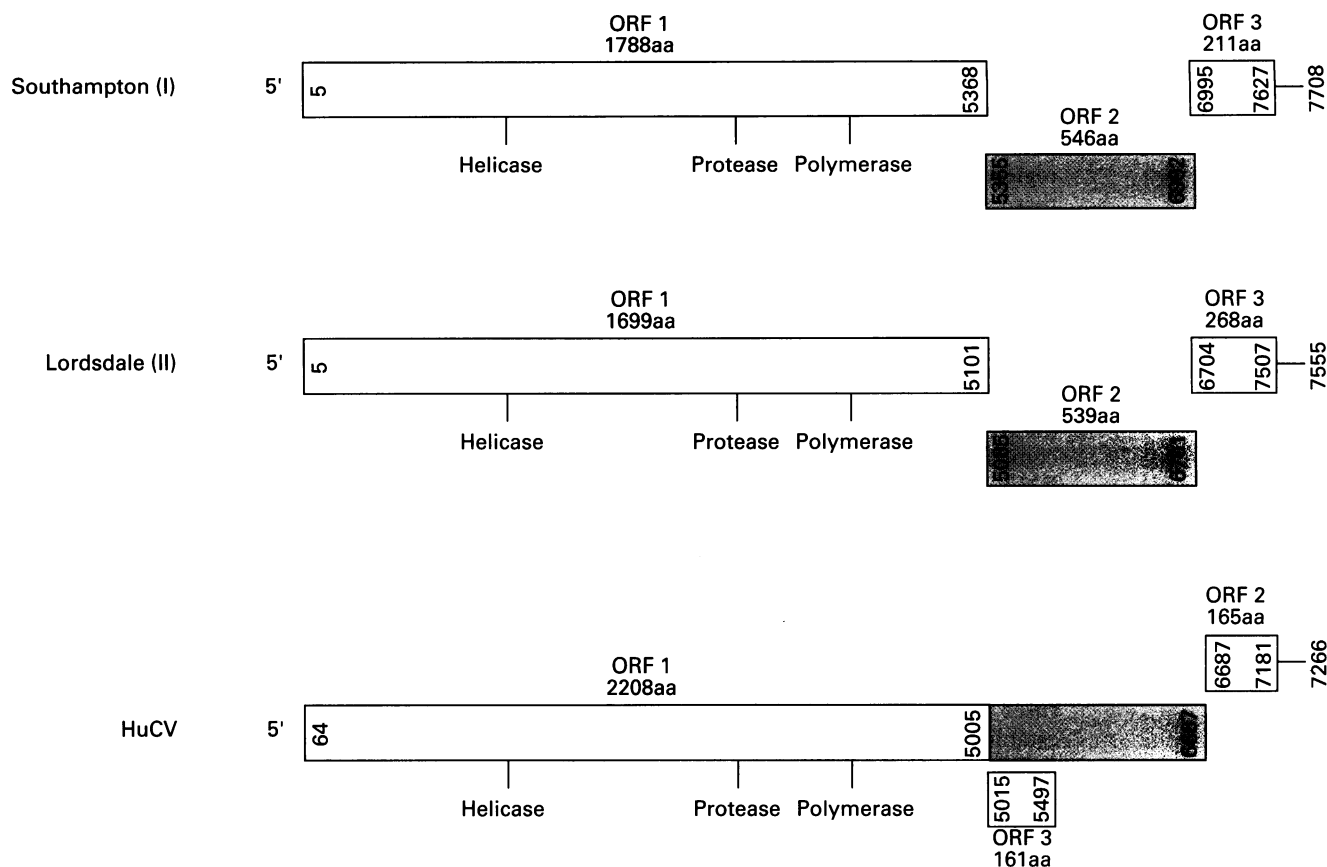 ORF 1
1788aa
ORF 3
211aa
Southampton (I)
5'
5
5368
6995
7627
7708
Helicase
Protease
Polymerase
ORF 2
546aa
ORF 1
1699aa
ORF 3
268aa
Lordsdale (II)
5'
5
5101
6704
7507
7555
Helicase
Protease
Polymerase
ORF 2
539aa
ORF 2
165aa
6687
7181
7266
ORF 1
2208aa
HuCV
5'
64
5005
Helicase
Protease
Polymerase
5015
5497
ORF 3
161aa